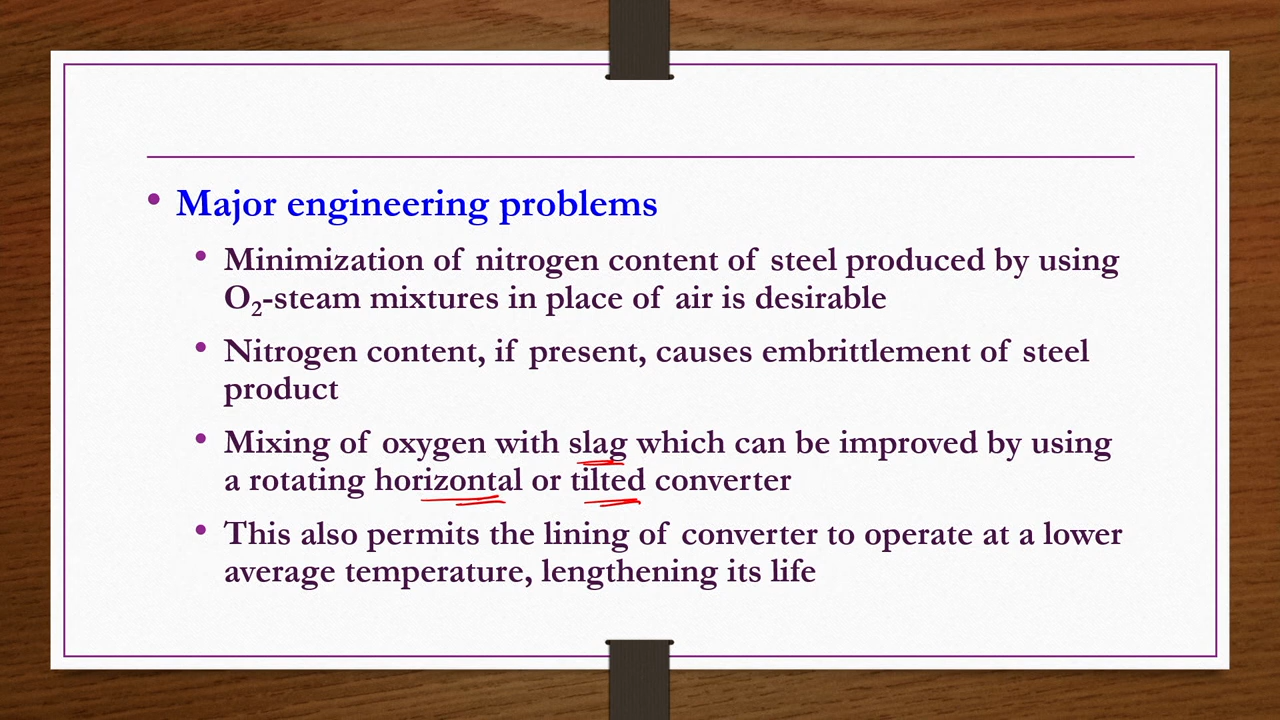 • Major engineering problems
• Minimization of nitrogen content of steel produced by using
O₂-steam mixtures in place of air is desirable
• Nitrogen content, if present, causes embrittlement of steel
product
• Mixing of oxygen with slag which can be improved by using
a rotating horizontal or tilted converter
• This also permits the lining of converter to operate at a lower
average temperature, lengthening its life